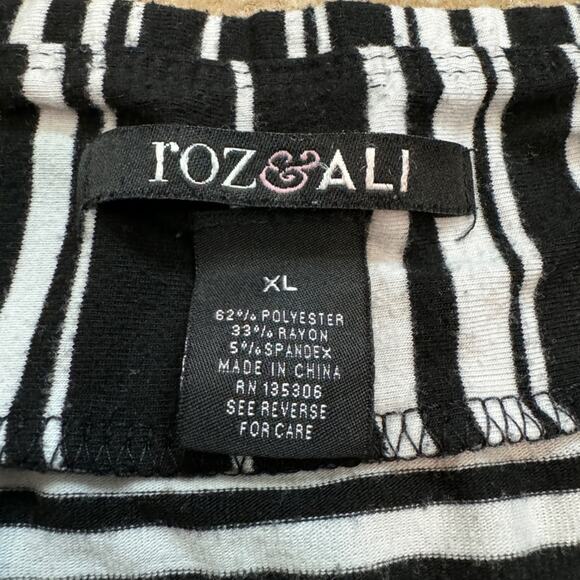 roz&ALI
XL
62% POLYESTER
33% RAYON
5% SPANDEX
MADE IN CHINA
RN 135306
SEE REVERSE
FOR CARE